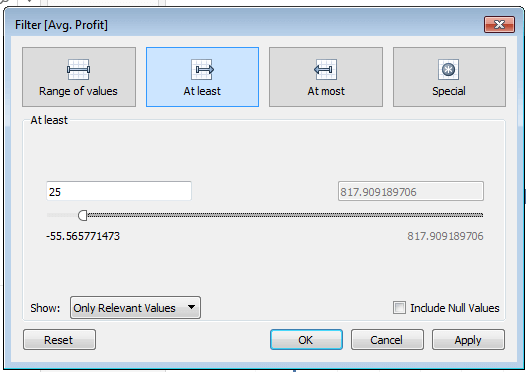 Filter [Avg. Profit]
Range of values
At least
At most
Special
At least
25
817.909189706
-55.565771473
817.909189706
Show:
Only Relevant Values
Include Null Values
Reset
OK
Cancel
Apply